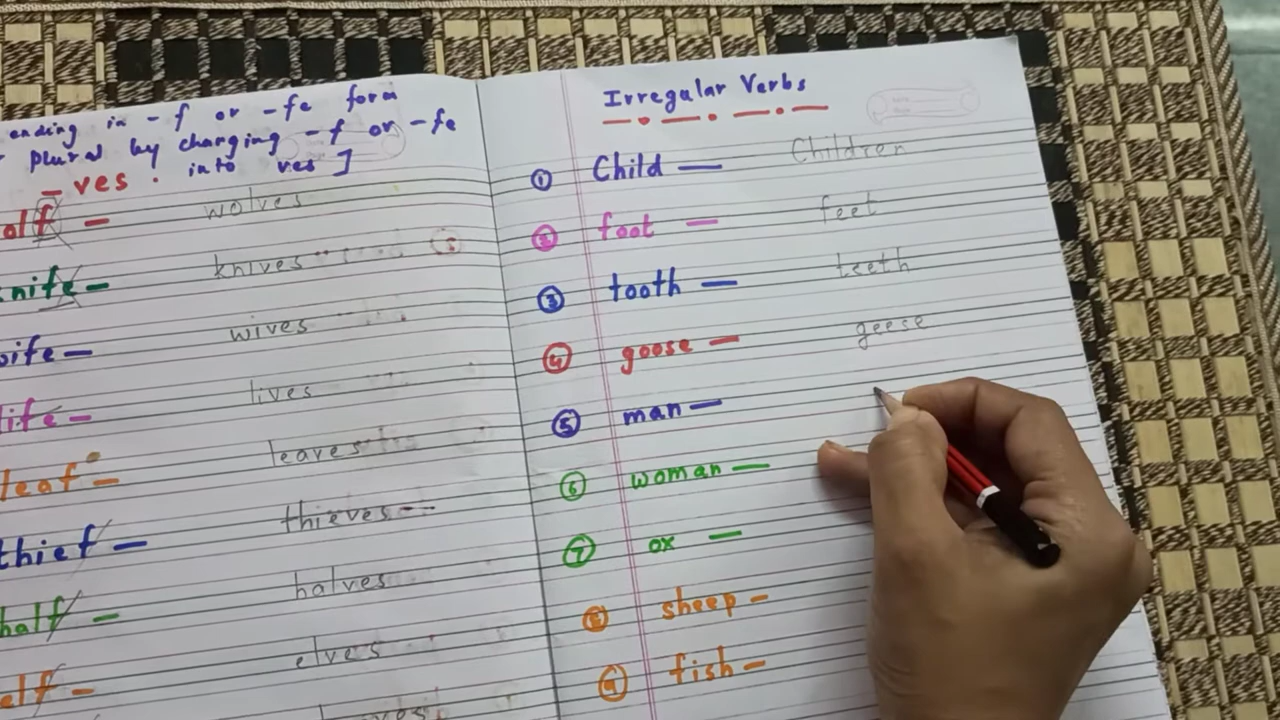 ending in -f or -fe form
plural by changing -f or -fe
-ves. into ves]
olf - wolves
nife - knives
ife - wives
life - lives
leaf - leaves
thief - thieves
half - halves
elf - elves
Irregular Verbs
1 Child - Children
2 foot - feet
3 tooth - teeth
4 goose - geese
5 man -
6 woman -
7 ox -
8 sheep -
9 fish -